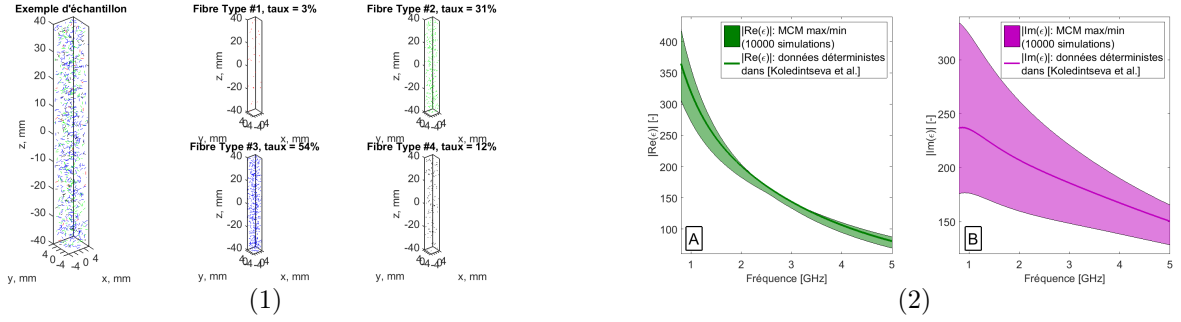 Exemple d'échantillon
40
30
20
10
0
-10
-20
-30
-40
z, mm
4 0 -4
-4 0 4
y, mm
x, mm
Fibre Type #1, taux = 3%
40
20
0
-20
-40
z, mm
y, mm
x, mm
Fibre Type #2, taux = 31%
40
20
0
-20
-40
z, mm
y, mm
x, mm
Fibre Type #3, taux = 54%
40
20
0
-20
-40
z, mm
y, mm
x, mm
Fibre Type #4, taux = 12%
40
20
0
-20
-40
z, mm
y, mm
x, mm
(1)
|Re(ϵ)|: MCM max/min
(10000 simulations)
|Re(ϵ)|: données déterministes
dans [Koledintseva et al.]
400
350
300
250
200
150
100
|Re(ϵ)| [-]
A
1 2 3 4 5
Fréquence [GHz]
|Im(ϵ)|: MCM max/min
(10000 simulations)
|Im(ϵ)|: données déterministes
dans [Koledintseva et al.]
300
250
200
150
|Im(ϵ)| [-]
B
1 2 3 4 5
Fréquence [GHz]
(2)